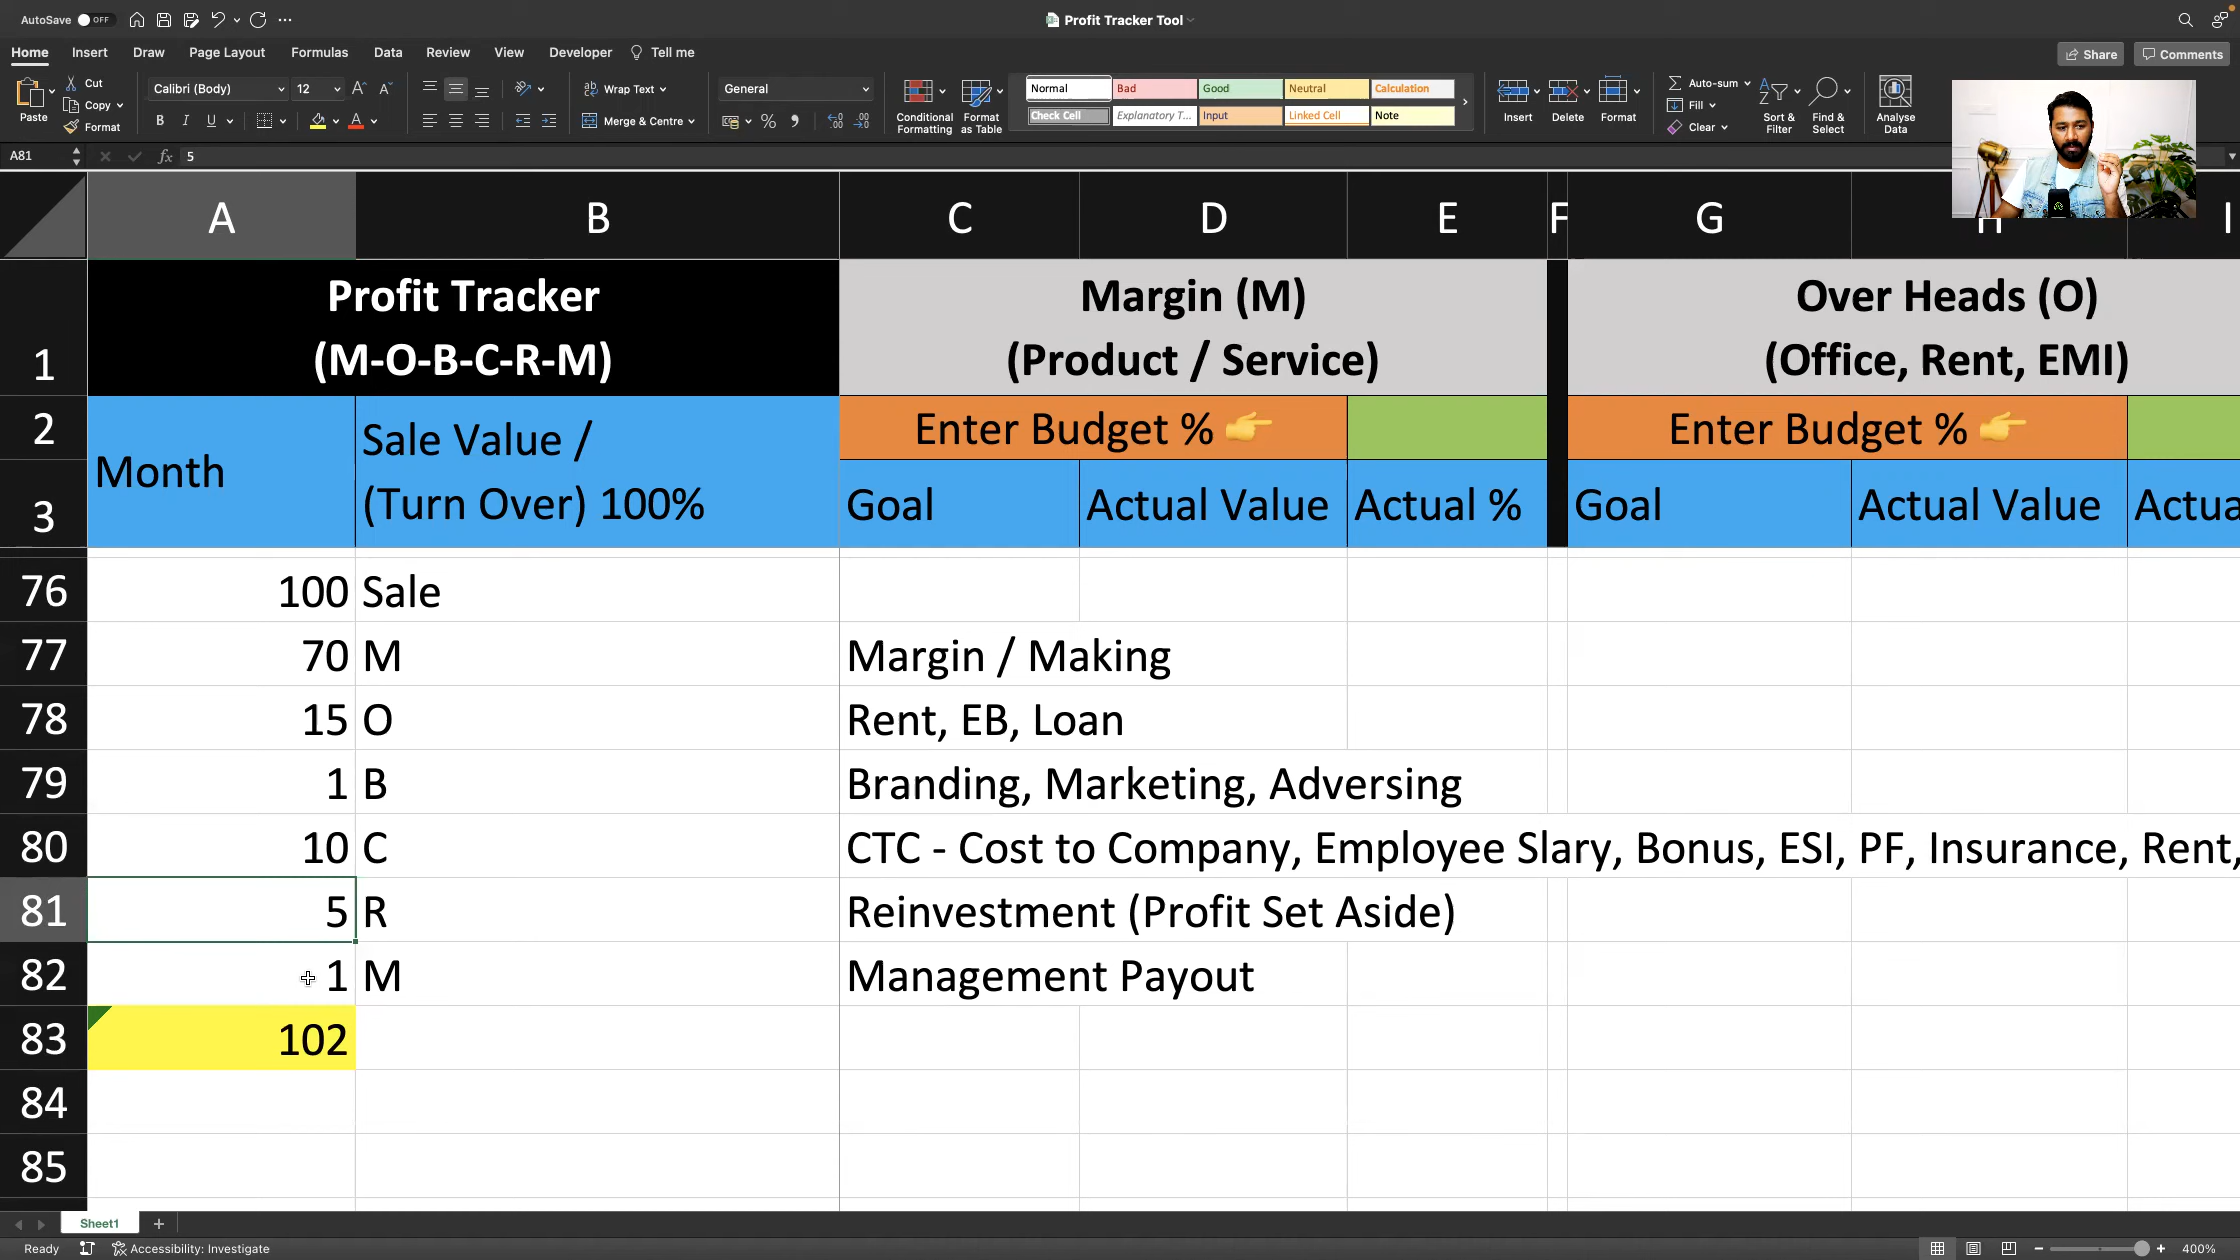 AutoSave OFF
Profit Tracker Tool
Home Insert Draw Page Layout Formulas Data Review View Developer Tell me
Share Comments
Paste
Cut
Copy
Format
Calibri (Body) 12
B I U
Wrap Text
Merge & Centre
General
Conditional Formatting
Format as Table
Normal Bad Good Neutral Calculation
Check Cell Explanatory T... Input Linked Cell Note
Insert Delete Format
Auto-sum
Fill
Clear
Sort & Filter
Find & Select
Analyse Data
A81 fx 5
A B C D E F G H I
1 Profit Tracker
(M-O-B-C-R-M)
Margin (M)
(Product / Service)
Over Heads (O)
(Office, Rent, EMI)
2 Enter Budget % Enter Budget %
Month
Sale Value /
(Turn Over) 100%
3 Goal Actual Value Actual % Goal Actual Value Actua
76 100 Sale
77 70 M Margin / Making
78 15 O Rent, EB, Loan
79 1 B Branding, Marketing, Adversing
80 10 C CTC - Cost to Company, Employee Slary, Bonus, ESI, PF, Insurance, Rent,
81 5 R Reinvestment (Profit Set Aside)
82 1 M Management Payout
83 102
84
85
Sheet1
Ready Accessibility: Investigate 400%